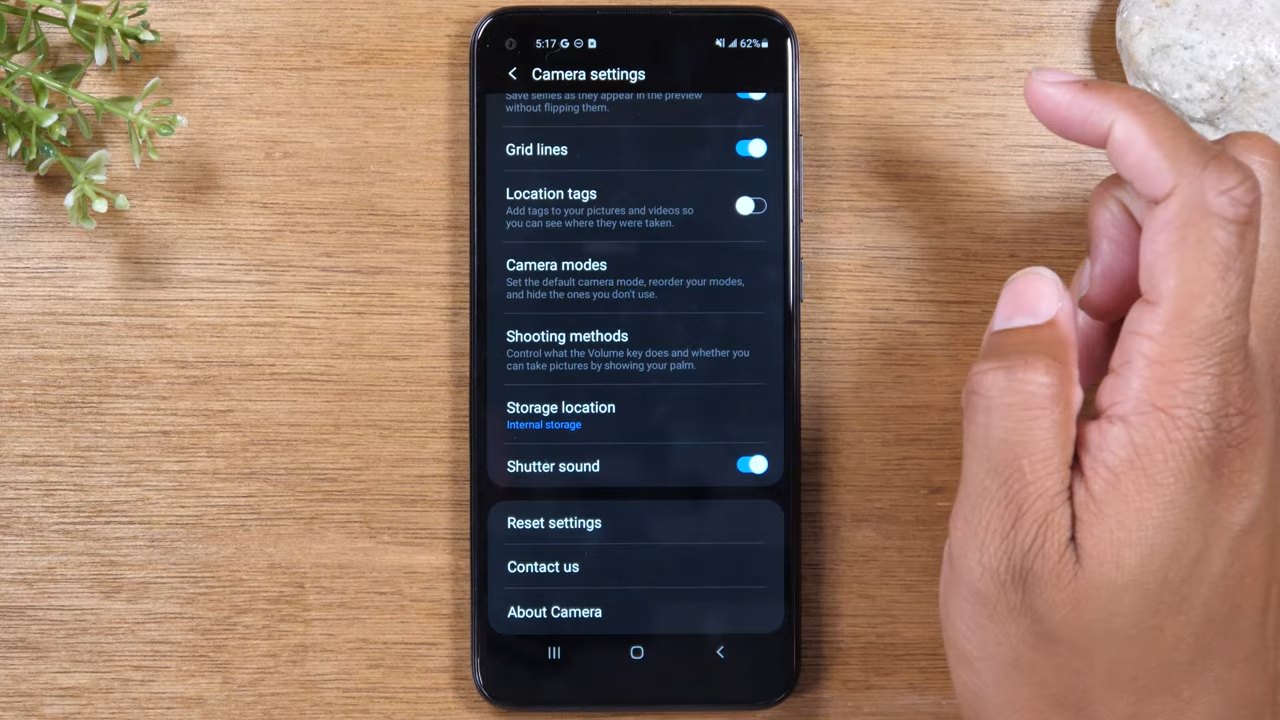 5:17 G
62%
Camera settings
Save selfies as they appear in the preview
without flipping them.
Grid lines
Location tags
Add tags to your pictures and videos so
you can see where they were taken.
Camera modes
Set the default camera mode, reorder your modes,
and hide the ones you don't use.
Shooting methods
Control what the Volume key does and whether you
can take pictures by showing your palm.
Storage location
Internal storage
Shutter sound
Reset settings
Contact us
About Camera